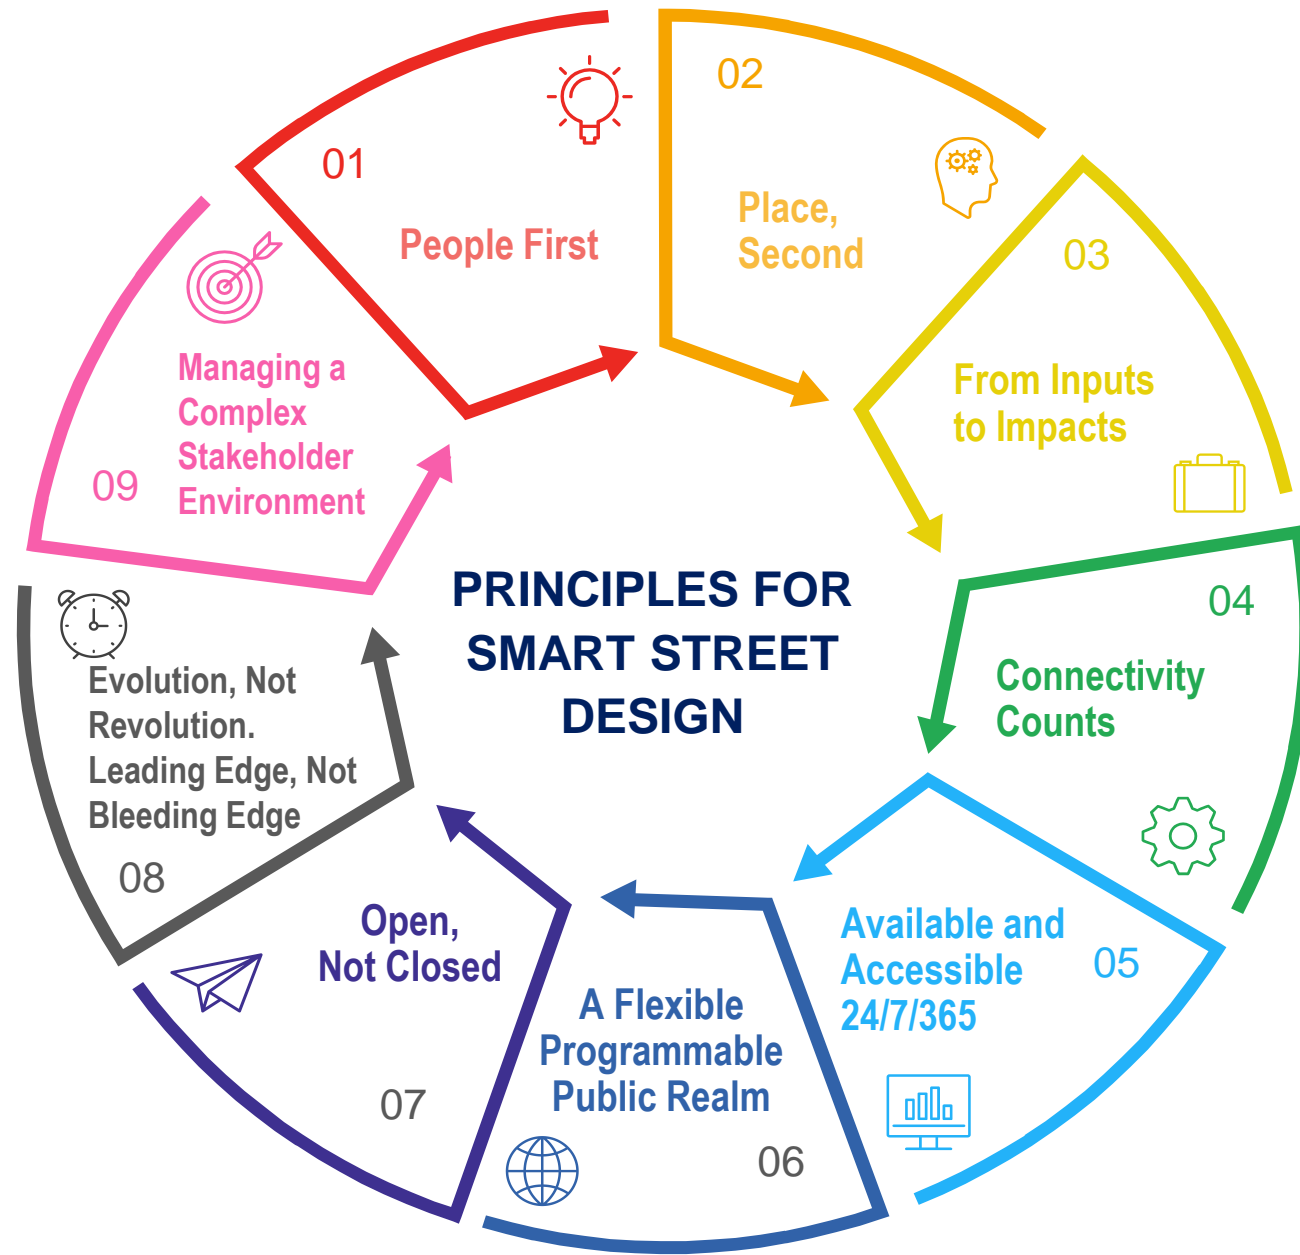 PRINCIPLES FOR
SMART STREET
DESIGN
01
People First
02
Place,
Second
03
From Inputs
to Impacts
04
Connectivity
Counts
05
Available and
Accessible
24/7/365
06
A Flexible
Programmable
Public Realm
07
Open,
Not Closed
08
Evolution, Not
Revolution.
Leading Edge, Not
Bleeding Edge
09
Managing a
Complex
Stakeholder
Environment